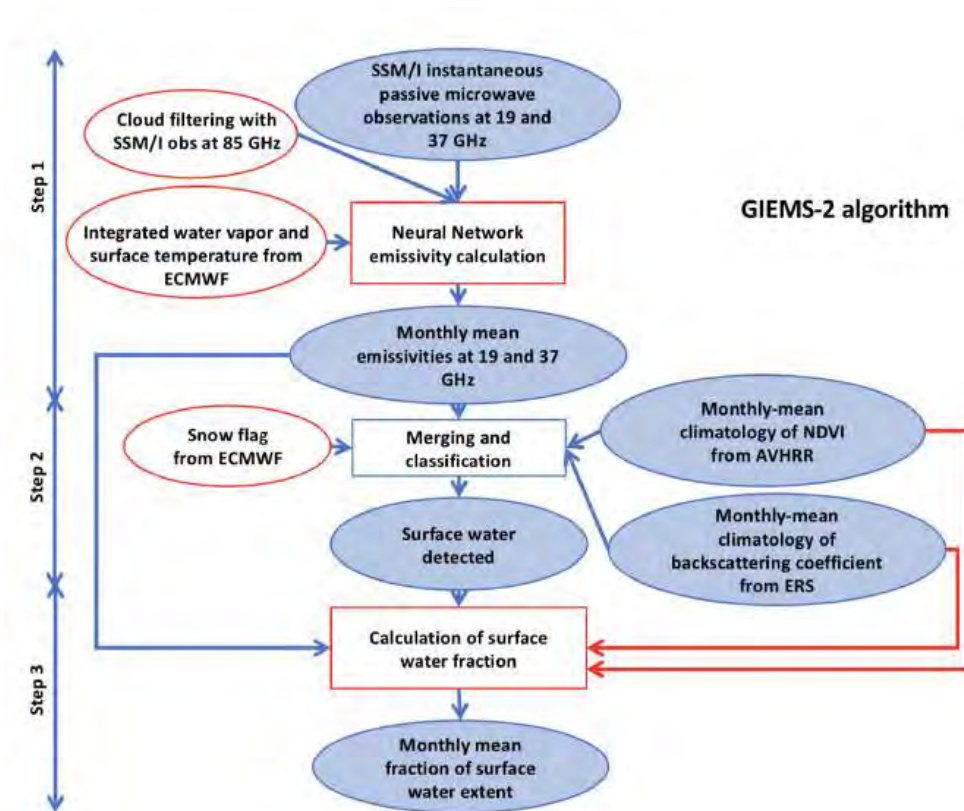 SSM/I instantaneous
passive microwave
observations at 19 and
37 GHz
Cloud filtering with
SSM/I obs at 85 GHz
Step 1
GIEMS-2 algorithm
Integrated water vapor and
surface temperature from
ECMWF
Neural Network
emissivity calculation
Monthly mean
emissivities at 19 and 37
GHz
Step 2
Snow flag
from ECMWF
Merging and
classification
Monthly-mean
climatology of NDVI
from AVHRR
Surface water
detected
Monthly-mean
climatology of
backscattering coefficient
from ERS
Step 3
Calculation of surface
water fraction
Monthly mean
fraction of surface
water extent